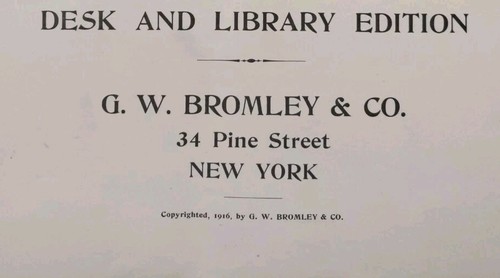 DESK AND LIBRARY EDITION
G. W. BROMLEY & CO.
34 Pine Street
NEW YORK
Copyrighted, 1916, by G. W. BROMLEY & CO.